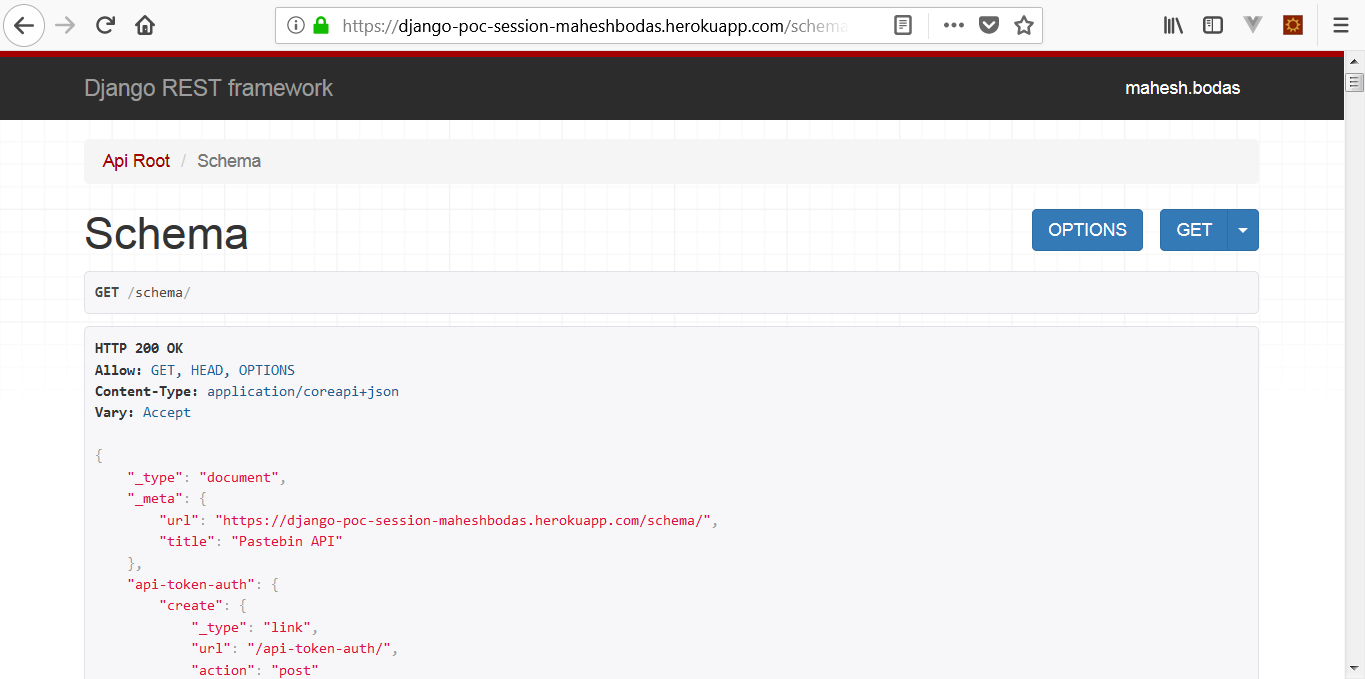 https://django-poc-session-maheshbodas.herokuapp.com/schema
Django REST framework mahesh.bodas
Api Root / Schema
Schema OPTIONS GET
GET /schema/
HTTP 200 OK
Allow: GET, HEAD, OPTIONS
Content-Type: application/coreapi+json
Vary: Accept
{
    "_type": "document",
    "_meta": {
        "url": "https://django-poc-session-maheshbodas.herokuapp.com/schema/",
        "title": "Pastebin API"
    },
    "api-token-auth": {
        "create": {
            "_type": "link",
            "url": "/api-token-auth/",
            "action": "post"